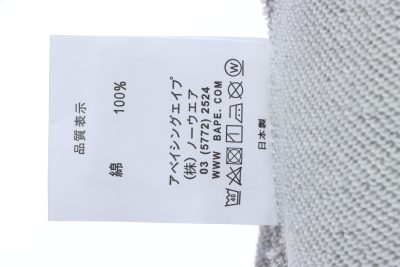 品質表示
綿 100%
アベイシングエイプ
(株) ノーウエア
03 (5772) 2524
WWW BAPE. COM
40
W
日本製